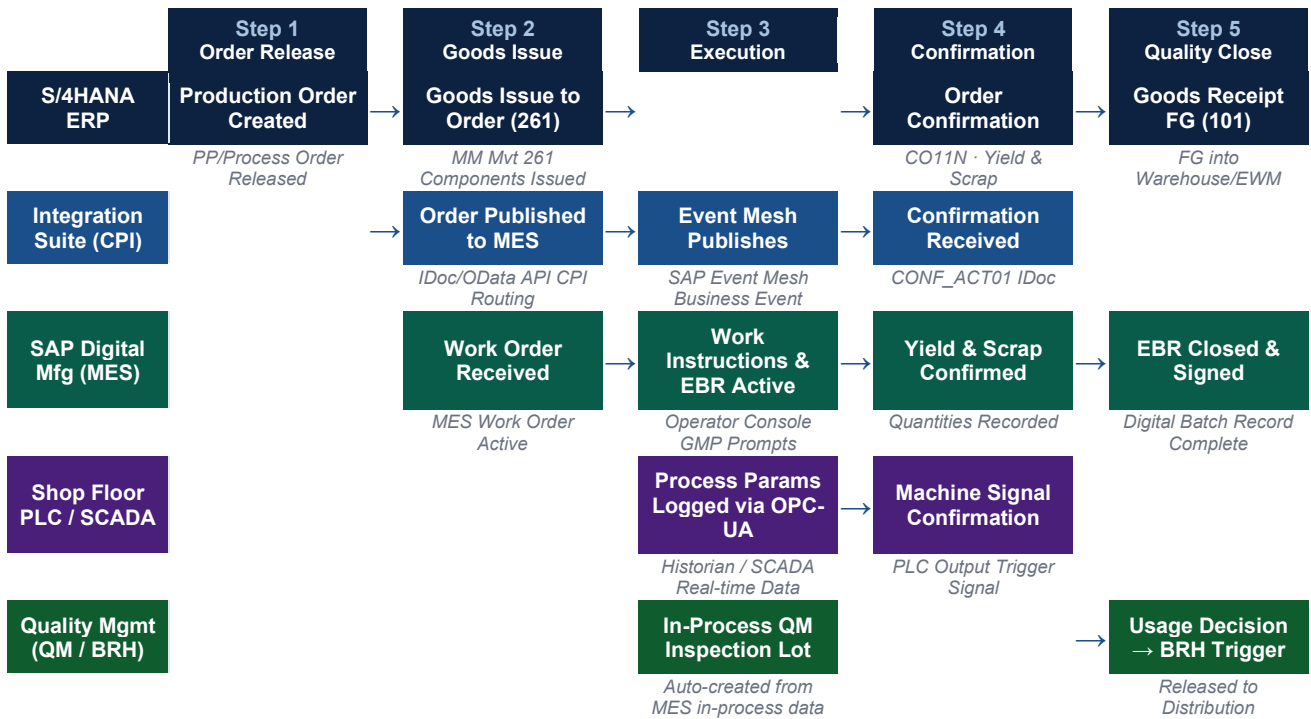 Step 1
Order Release
Step 2
Goods Issue
Step 3
Execution
Step 4
Confirmation
Step 5
Quality Close
S/4HANA
ERP
Production Order
Created
→
Goods Issue to
Order (261)
→
→
Order
Confirmation
→
Goods Receipt
FG (101)
PP/Process Order
Released
MM Mvt 261
Components Issued
CO11N · Yield &
Scrap
FG into
Warehouse/EWM
Integration
Suite (CPI)
→
Order Published
to MES
→
Event Mesh
Publishes
→
Confirmation
Received
IDoc/OData API CPI
Routing
SAP Event Mesh
Business Event
CONF_ACT01 IDoc
SAP Digital
Mfg (MES)
Work Order
Received
→
Work
Instructions &
EBR Active
→
Yield & Scrap
Confirmed
→
EBR Closed &
Signed
MES Work Order
Active
Operator Console
GMP Prompts
Quantities Recorded
Digital Batch Record
Complete
Shop Floor
PLC / SCADA
Process Params
Logged via OPC-
UA
→
Machine Signal
Confirmation
Historian / SCADA
Real-time Data
PLC Output Trigger
Signal
Quality Mgmt
(QM / BRH)
In-Process QM
Inspection Lot
→
Usage Decision
→ BRH Trigger
Auto-created from
MES in-process data
Released to
Distribution